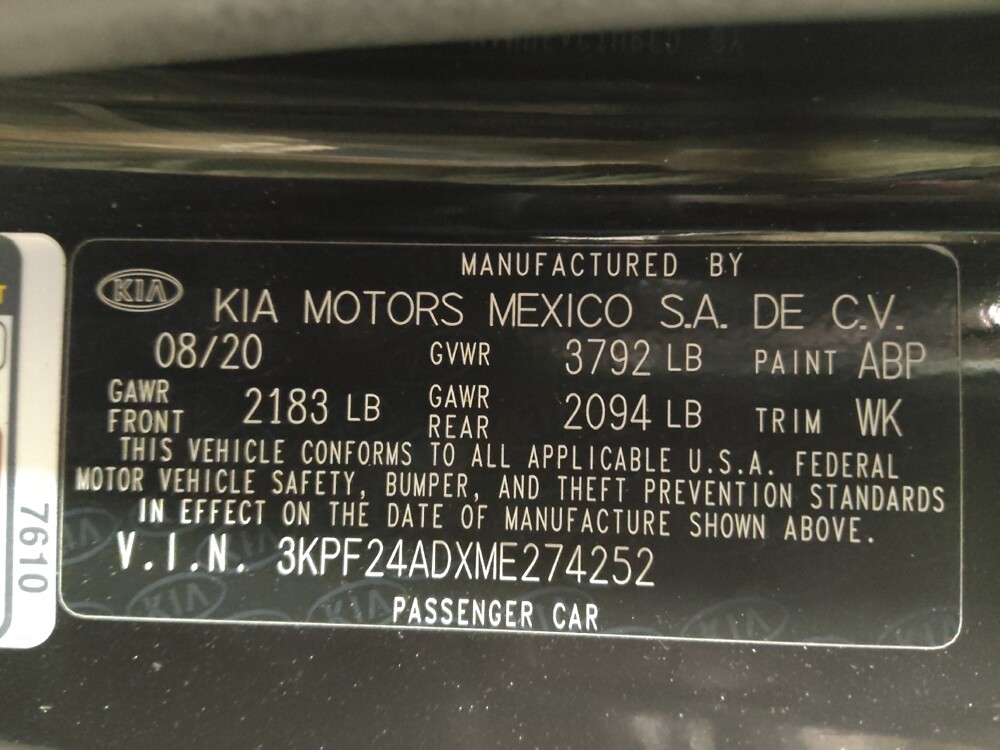 MANUFACTURED BY
KIA KIA MOTORS MEXICO S.A. DE C.V.
08/20 GVWR 3792 LB PAINT ABP
GAWR FRONT 2183 LB GAWR REAR 2094 LB TRIM WK
THIS VEHICLE CONFORMS TO ALL APPLICABLE U.S.A. FEDERAL
MOTOR VEHICLE SAFETY, BUMPER, AND THEFT PREVENTION STANDARDS
IN EFFECT ON THE DATE OF MANUFACTURE SHOWN ABOVE.
V.I.N. 3KPF24ADXME274252
PASSENGER CAR
7610